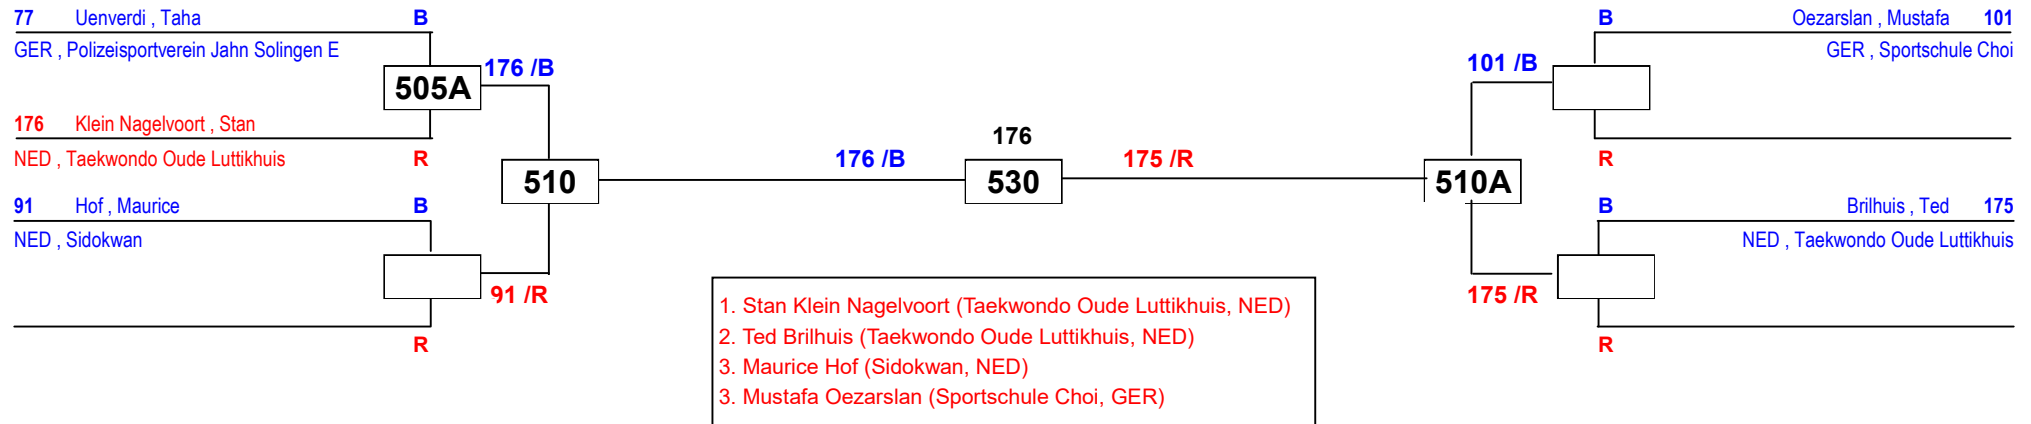 77 Uenverdi , Taha B
GER , Polizeisportverein Jahn Solingen E
505A
176 /B
176 Klein Nagelvoort , Stan
NED , Taekwondo Oude Luttikhuis R
510
91 Hof , Maurice B
NED , Sidokwan
91 /R
R
176 /B
176
530
175 /R
1. Stan Klein Nagelvoort (Taekwondo Oude Luttikhuis, NED)
2. Ted Brilhuis (Taekwondo Oude Luttikhuis, NED)
3. Maurice Hof (Sidokwan, NED)
3. Mustafa Oezarslan (Sportschule Choi, GER)
B Oezarslan , Mustafa 101
GER , Sportschule Choi
101 /B
R
510A
B Brilhuis , Ted 175
NED , Taekwondo Oude Luttikhuis
175 /R
R